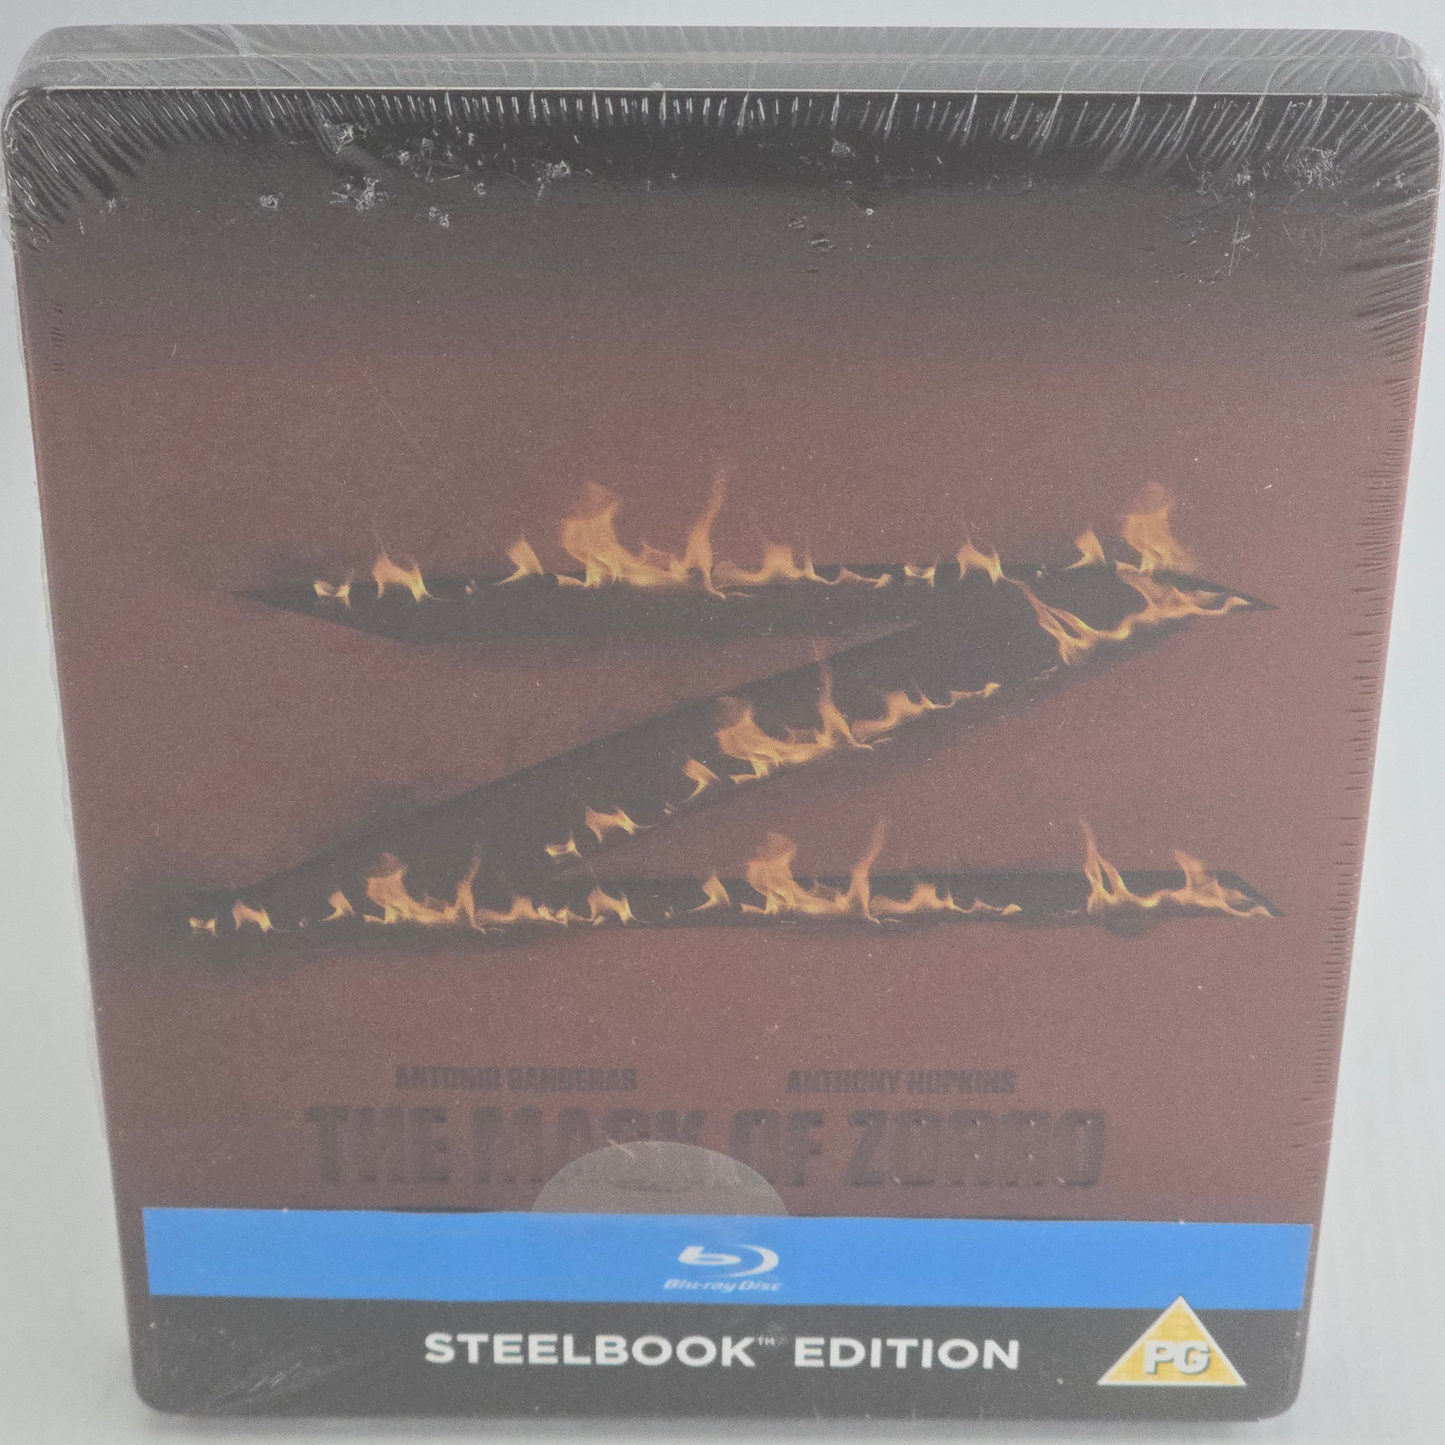 Z
ANTONIO BANDERAS ANTHONY HOPKINS
THE MASK OF ZORRO
Blu-ray Disc
STEELBOOK™ EDITION
PG